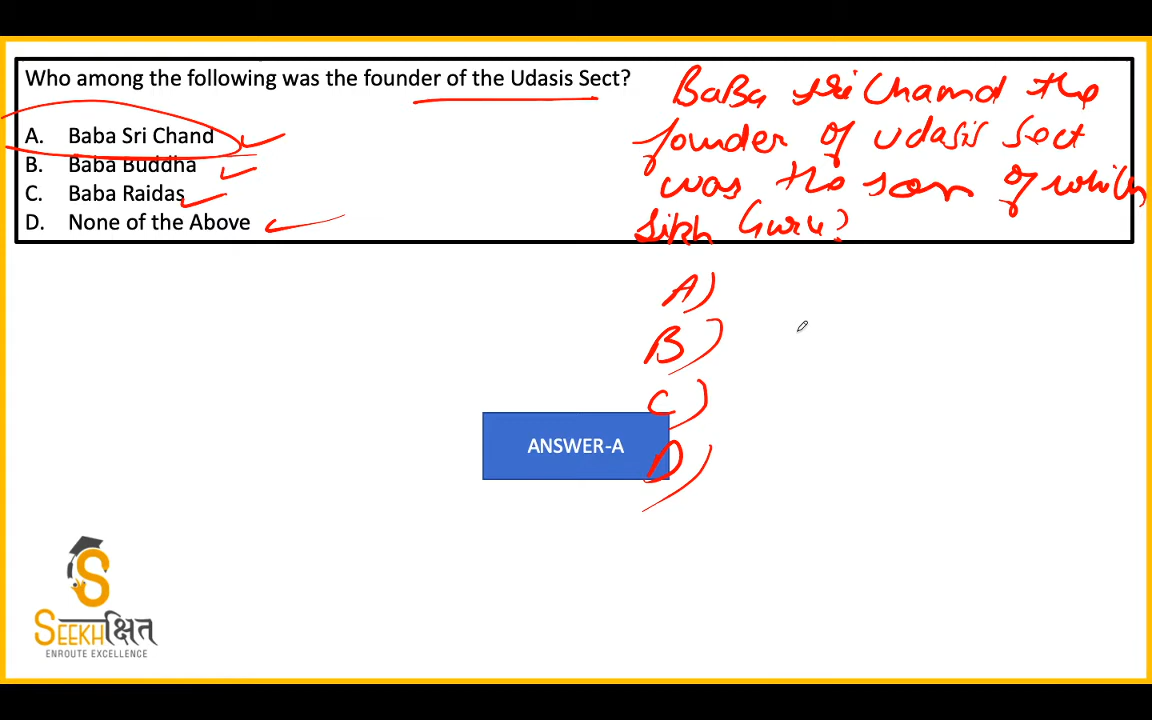 Who among the following was the founder of the Udasis Sect?
A. Baba Sri Chand
B. Baba Buddha
C. Baba Raidas
D. None of the Above
BaBa Sri Chand the
founder of Udasis Sect
was the son of which
Sikh Guru?
A)
B)
C)
D)
ANSWER-A
SEEKHक्षित
ENROUTE EXCELLENCE